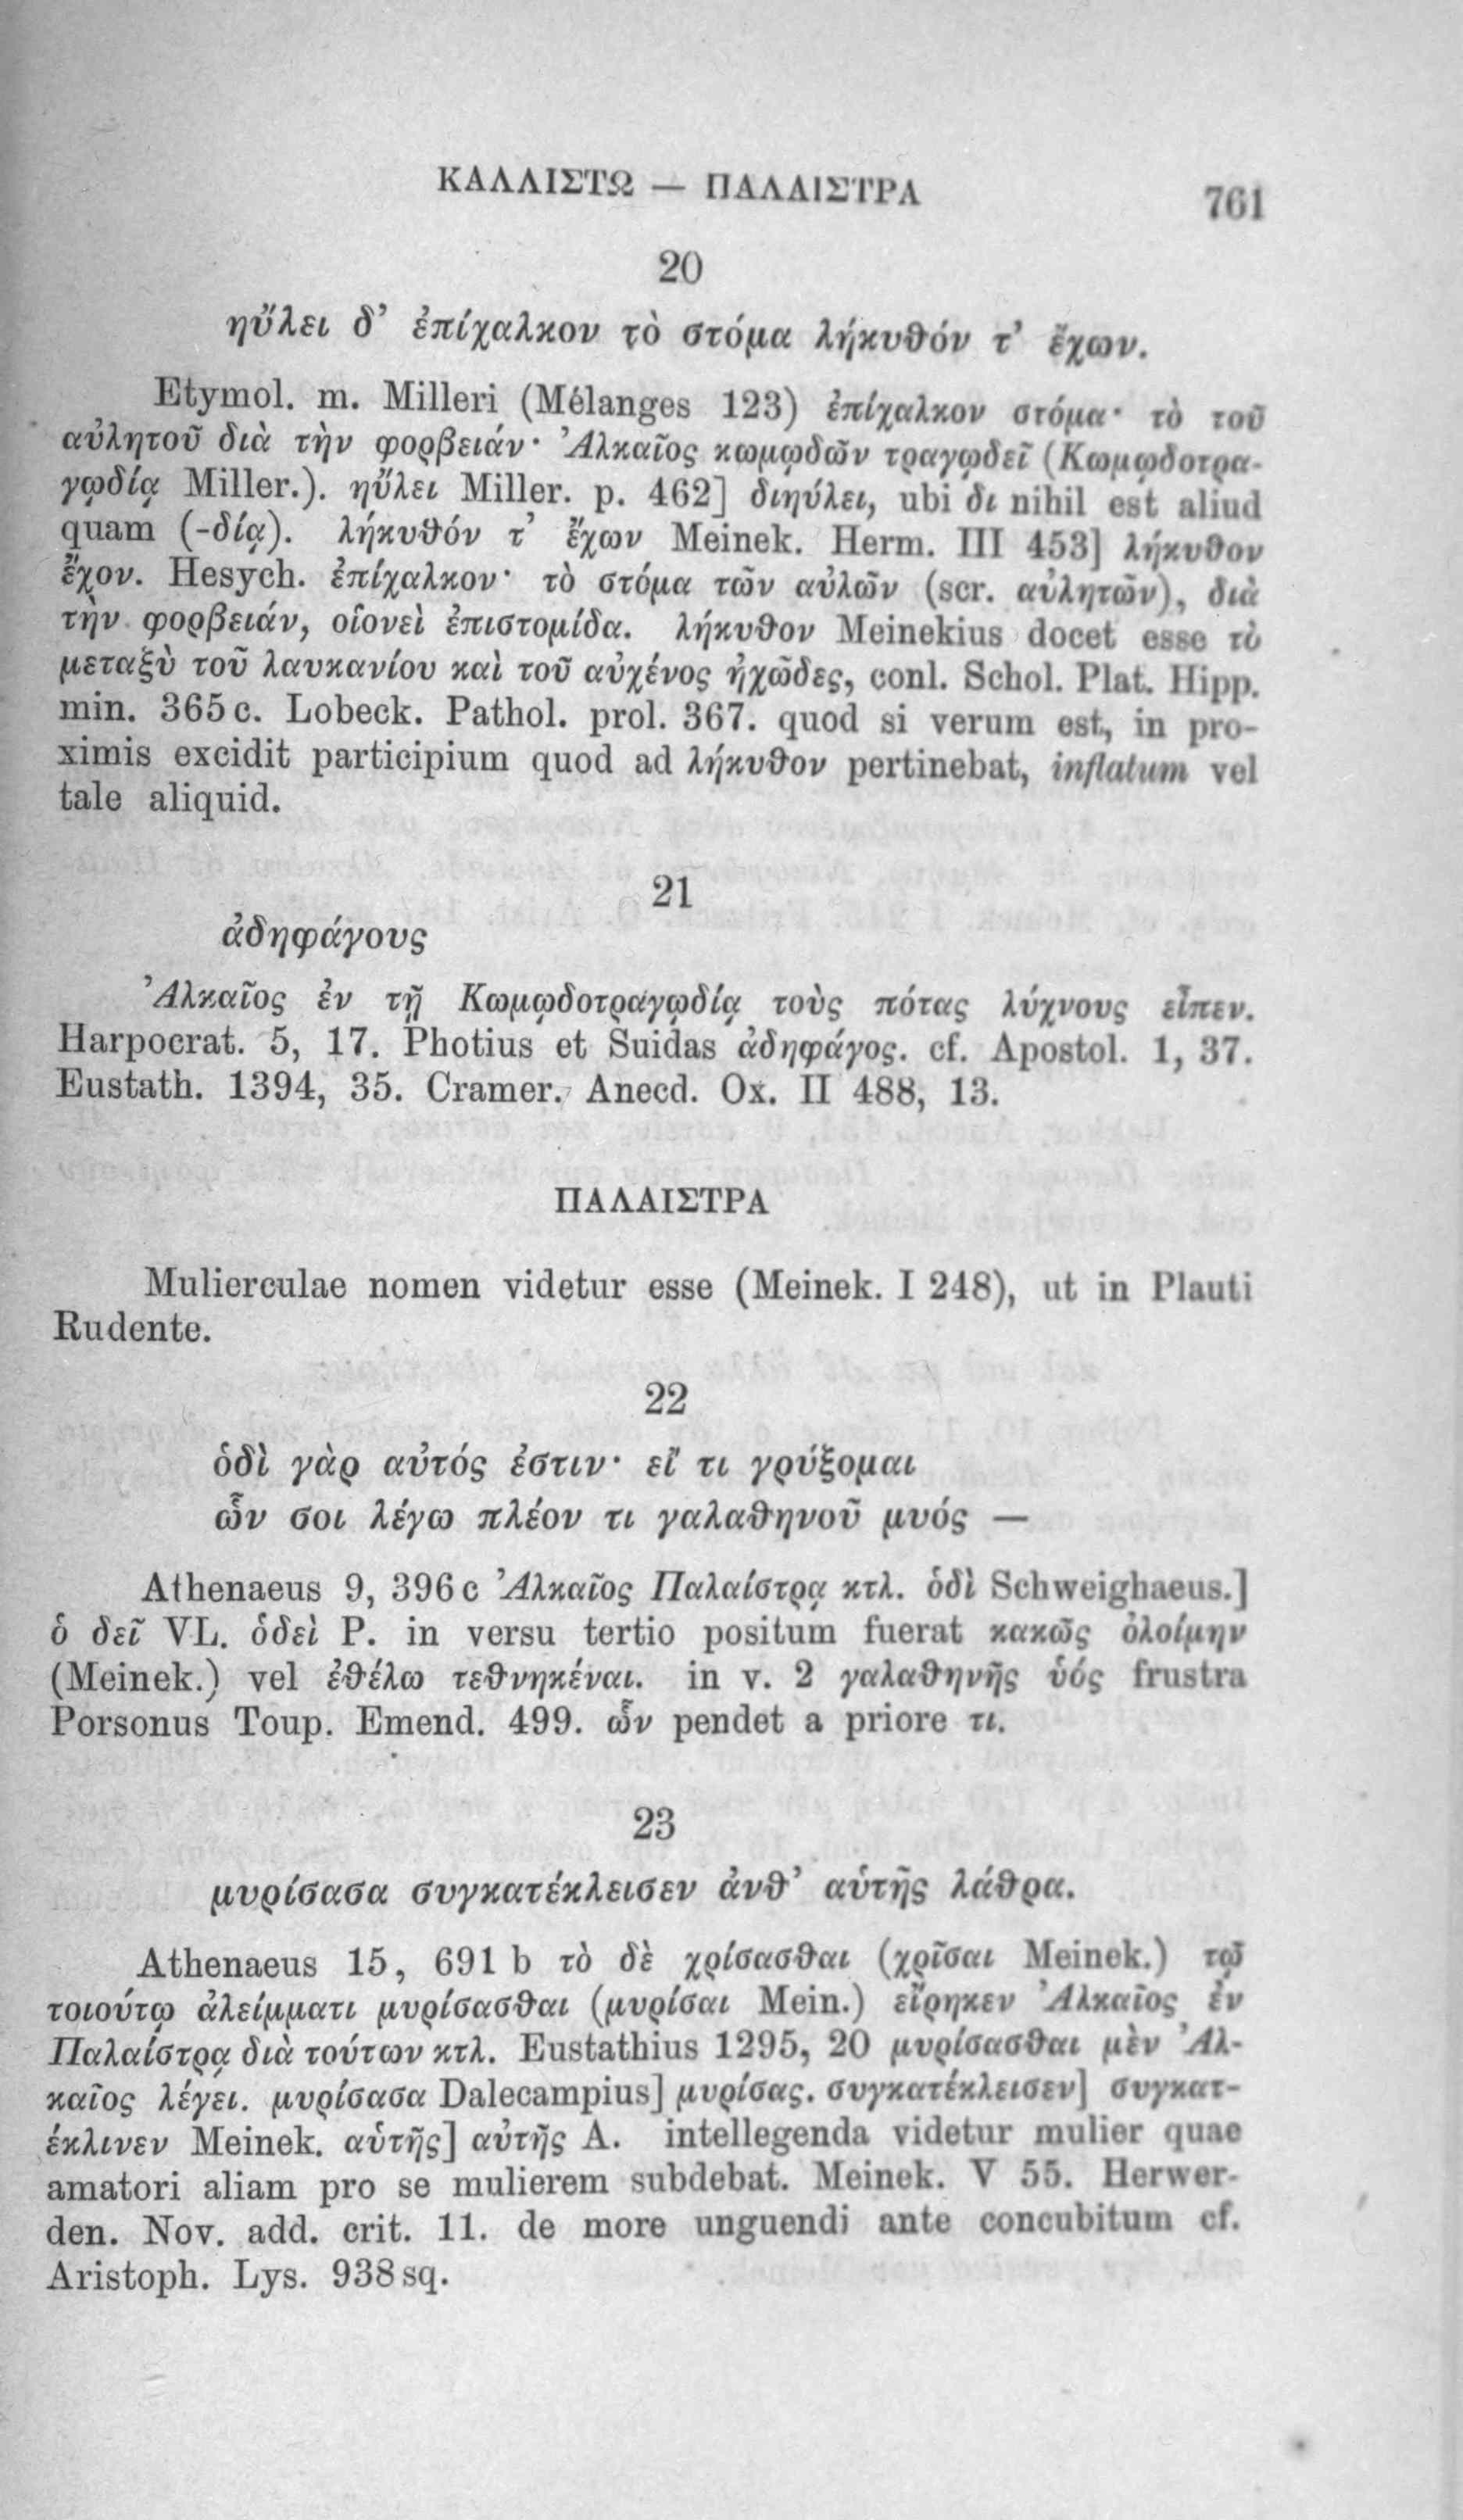 ΚΑΛΛΙΣΤΩ — ΠΑΛΑΙΣΤΡΑ 761
20
ηὔλει δ’ ἐπίχαλκον τὸ στόμα λήκυθόν τ’ ἔχων.
Etymol. m. Milleri (Mélanges 123) ἐπίχαλκον στόμα· τὸ τοῦ
αὐλητοῦ διὰ τὴν φορβειάν· Ἀλκαῖος κωμῳδῶν τραγῳδεῖ (Κωμῳδοτρα-
γῳδίᾳ Miller.). ηὔλει Miller. p. 462] διηύλει, ubi δι nihil est aliud
quam (-δίᾳ). λήκυθόν τ’ ἔχων Meinek. Herm. III 453] λήκυθον
ἔχον. Hesych. ἐπίχαλκον· τὸ στόμα τῶν αὐλῶν (scr. αὐλητῶν), διὰ
τὴν φορβειάν, οἱονεὶ ἐπιστομίδα. λήκυθον Meinekius docet esse τὸ
μεταξὺ τοῦ λαυκανίου καὶ τοῦ αὐχένος ἠχῶδες, conl. Schol. Plat. Hipp.
min. 365 c. Lobeck. Pathol. prol. 367. quod si verum est, in pro-
ximis excidit participium quod ad λήκυθον pertinebat, inflatum vel
tale aliquid.
21
ἀδηφάγους
Ἀλκαῖος ἐν τῇ Κωμῳδοτραγῳδίᾳ τοὺς πότας λύχνους εἶπεν.
Harpocrat. 5, 17. Photius et Suidas ἀδηφάγος. cf. Apostol. 1, 37.
Eustath. 1394, 35. Cramer. Anecd. Ox. II 488, 13.
ΠΑΛΑΙΣΤΡΑ
Mulierculae nomen videtur esse (Meinek. I 248), ut in Plauti
Rudente.
22
ὁδὶ γὰρ αὐτός ἐστιν· εἴ τι γρύξομαι
ὧν σοι λέγω πλέον τι γαλαθηνοῦ μυός —
Athenaeus 9, 396 c Ἀλκαῖος Παλαίστρᾳ κτλ. ὁδὶ Schweighaeus.]
ὁ δεῖ VL. ὁδεὶ P. in versu tertio positum fuerat κακῶς ὀλοίμην
(Meinek.) vel ἐθέλω τεθνηκέναι. in v. 2 γαλαθηνῆς ὑός frustra
Porsonus Toup. Emend. 499. ὧν pendet a priore τι.
23
μυρίσασα συγκατέκλεισεν ἀνθ’ αὑτῆς λάθρα.
Athenaeus 15, 691 b τὸ δὲ χρίσασθαι (χρῖσαι Meinek.) τῷ
τοιούτῳ ἀλείμματι μυρίσασθαι (μυρίσαι Mein.) εἴρηκεν Ἀλκαῖος ἐν
Παλαίστρᾳ διὰ τούτων κτλ. Eustathius 1295, 20 μυρίσασθαι μὲν Ἀλ-
καῖος λέγει. μυρίσασα Dalecampius] μυρίσας. συγκατέκλεισεν] συγκατ-
έκλινεν Meinek. αὑτῆς] αὐτῆς A. intellegenda videtur mulier quae
amatori aliam pro se mulierem subdebat. Meinek. V 55. Herwer-
den. Nov. add. crit. 11. de more unguendi ante concubitum cf.
Aristoph. Lys. 938 sq.